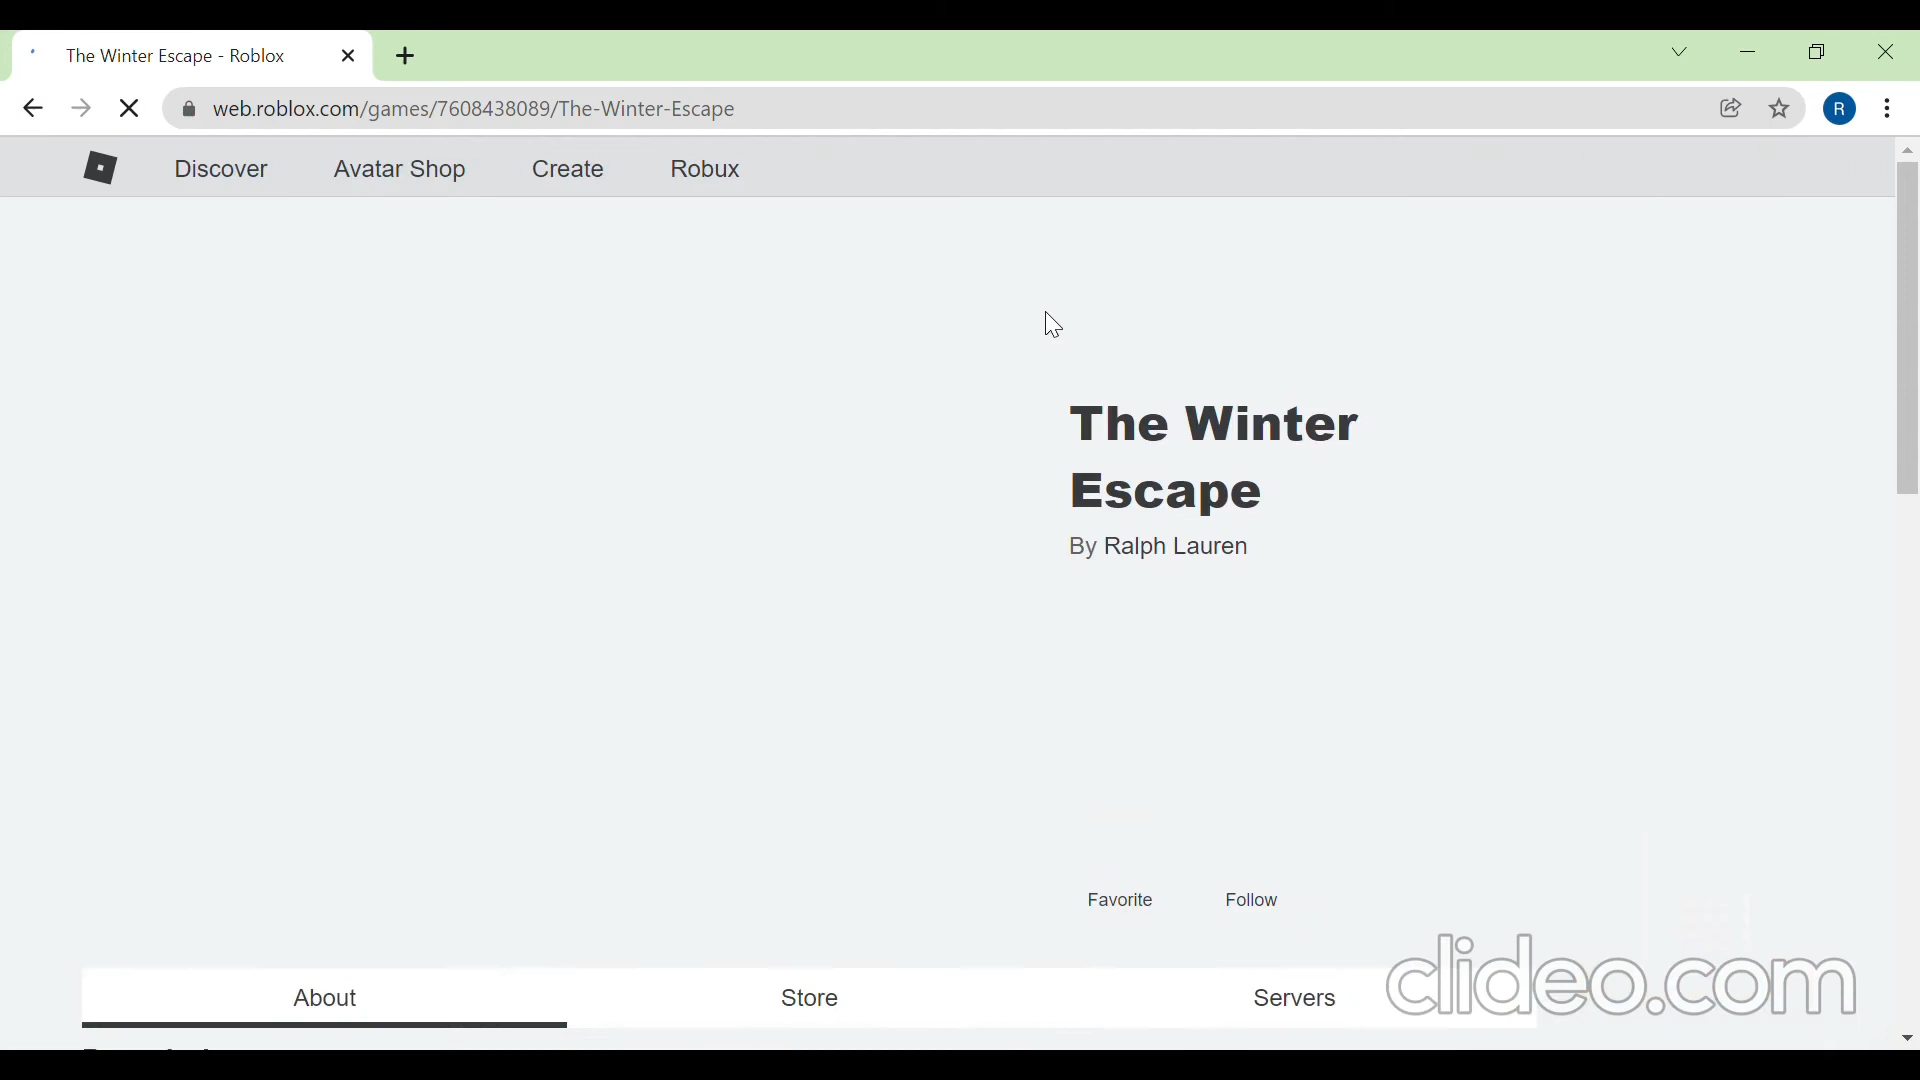 The Winter Escape - Roblox
web.roblox.com/games/7608438089/The-Winter-Escape
R
Discover
Avatar Shop
Create
Robux
The Winter
Escape
By Ralph Lauren
Favorite
Follow
About
Store
Servers
clideo.com